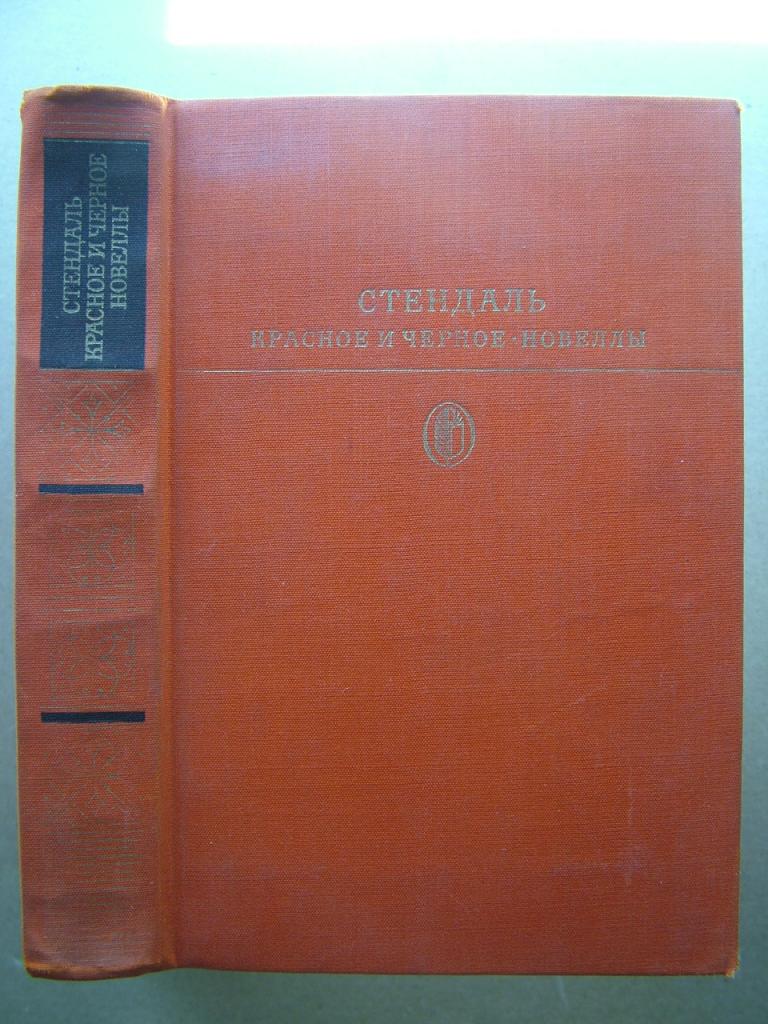 СТЕНДАЛЬ
КРАСНОЕ И ЧЕРНОЕ
НОВЕЛЛЫ
СТЕНДАЛЬ
КРАСНОЕ И ЧЕРНОЕ · НОВЕЛЛЫ